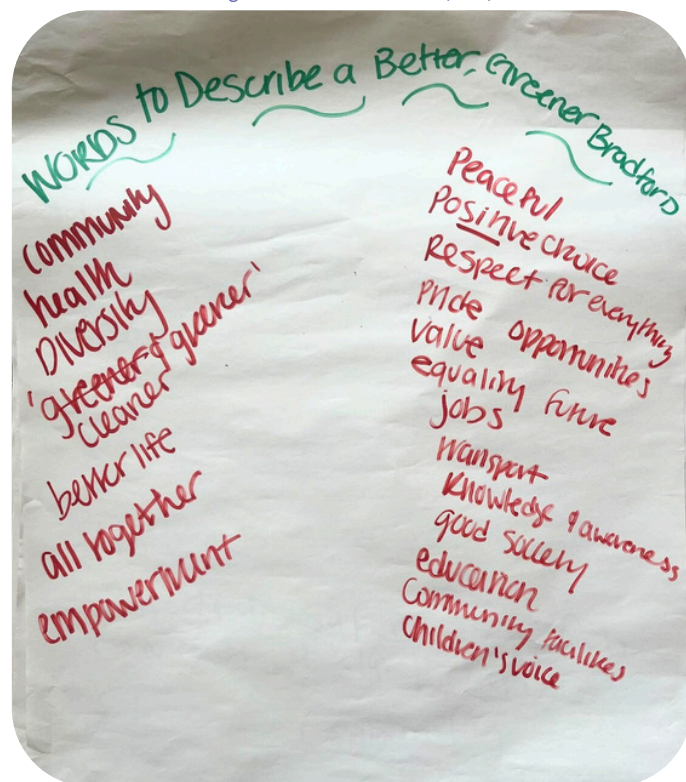 WORDS to Describe a Better, Greener Bradford
community
health
Diversity
'greener & greener'
cleaner
better life
all together
empowerment
Peaceful
Positive choice
Respect for everything
Pride opportunities
value
equality future
jobs
transport
knowledge & awareness
good society
education
Community facilities
Children's voice